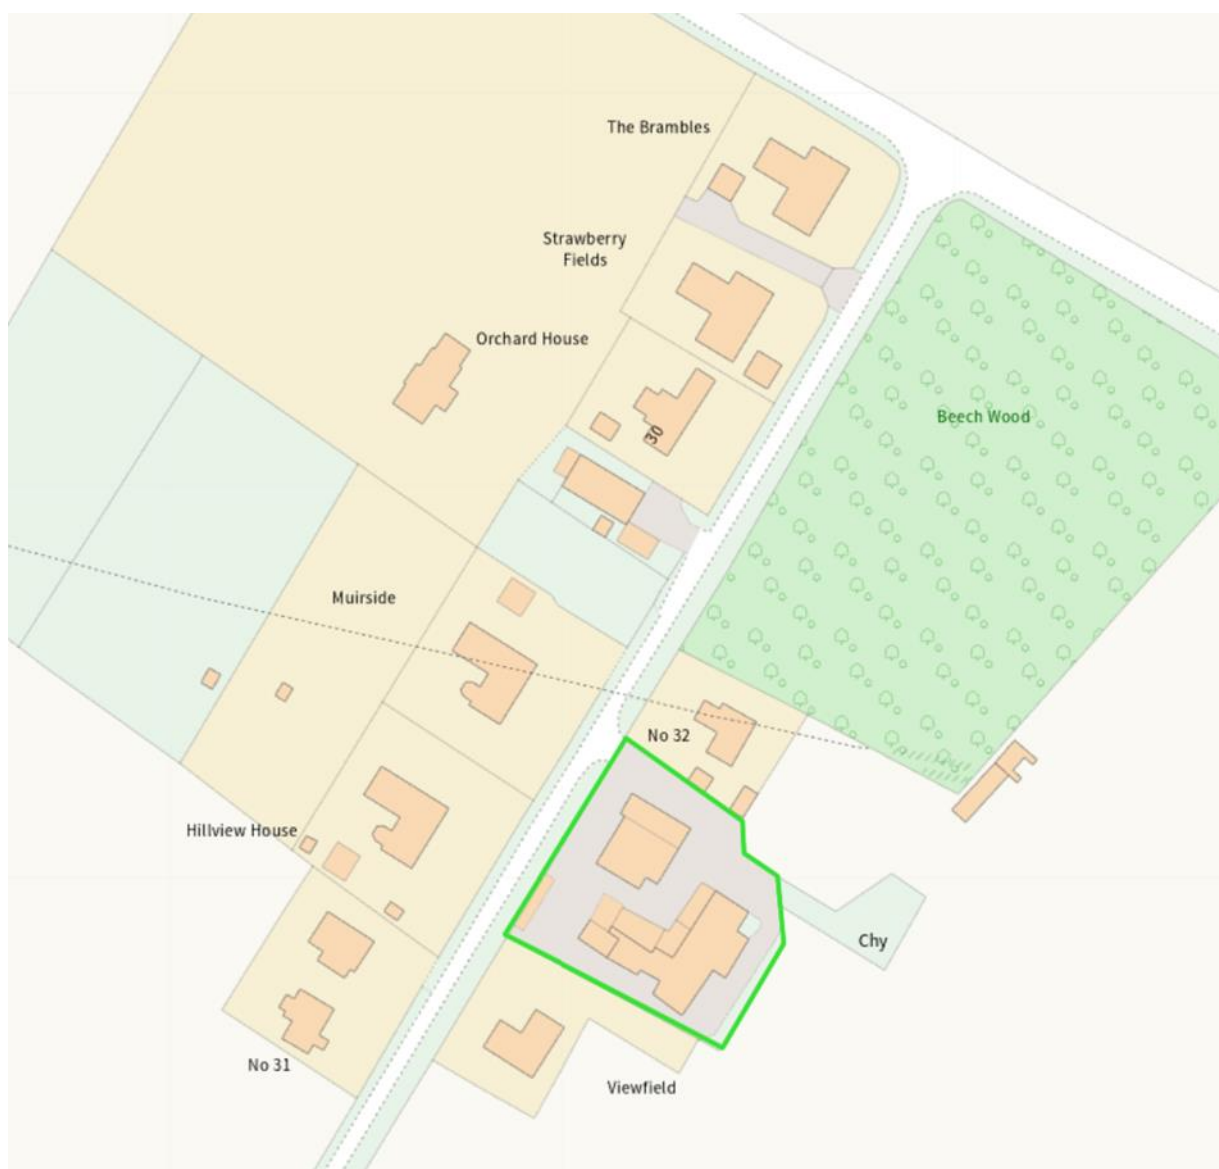 The Brambles
Strawberry
Fields
Orchard House
Beech Wood
30
Muirside
No 32
Hillview House
Chy
No 31
Viewfield